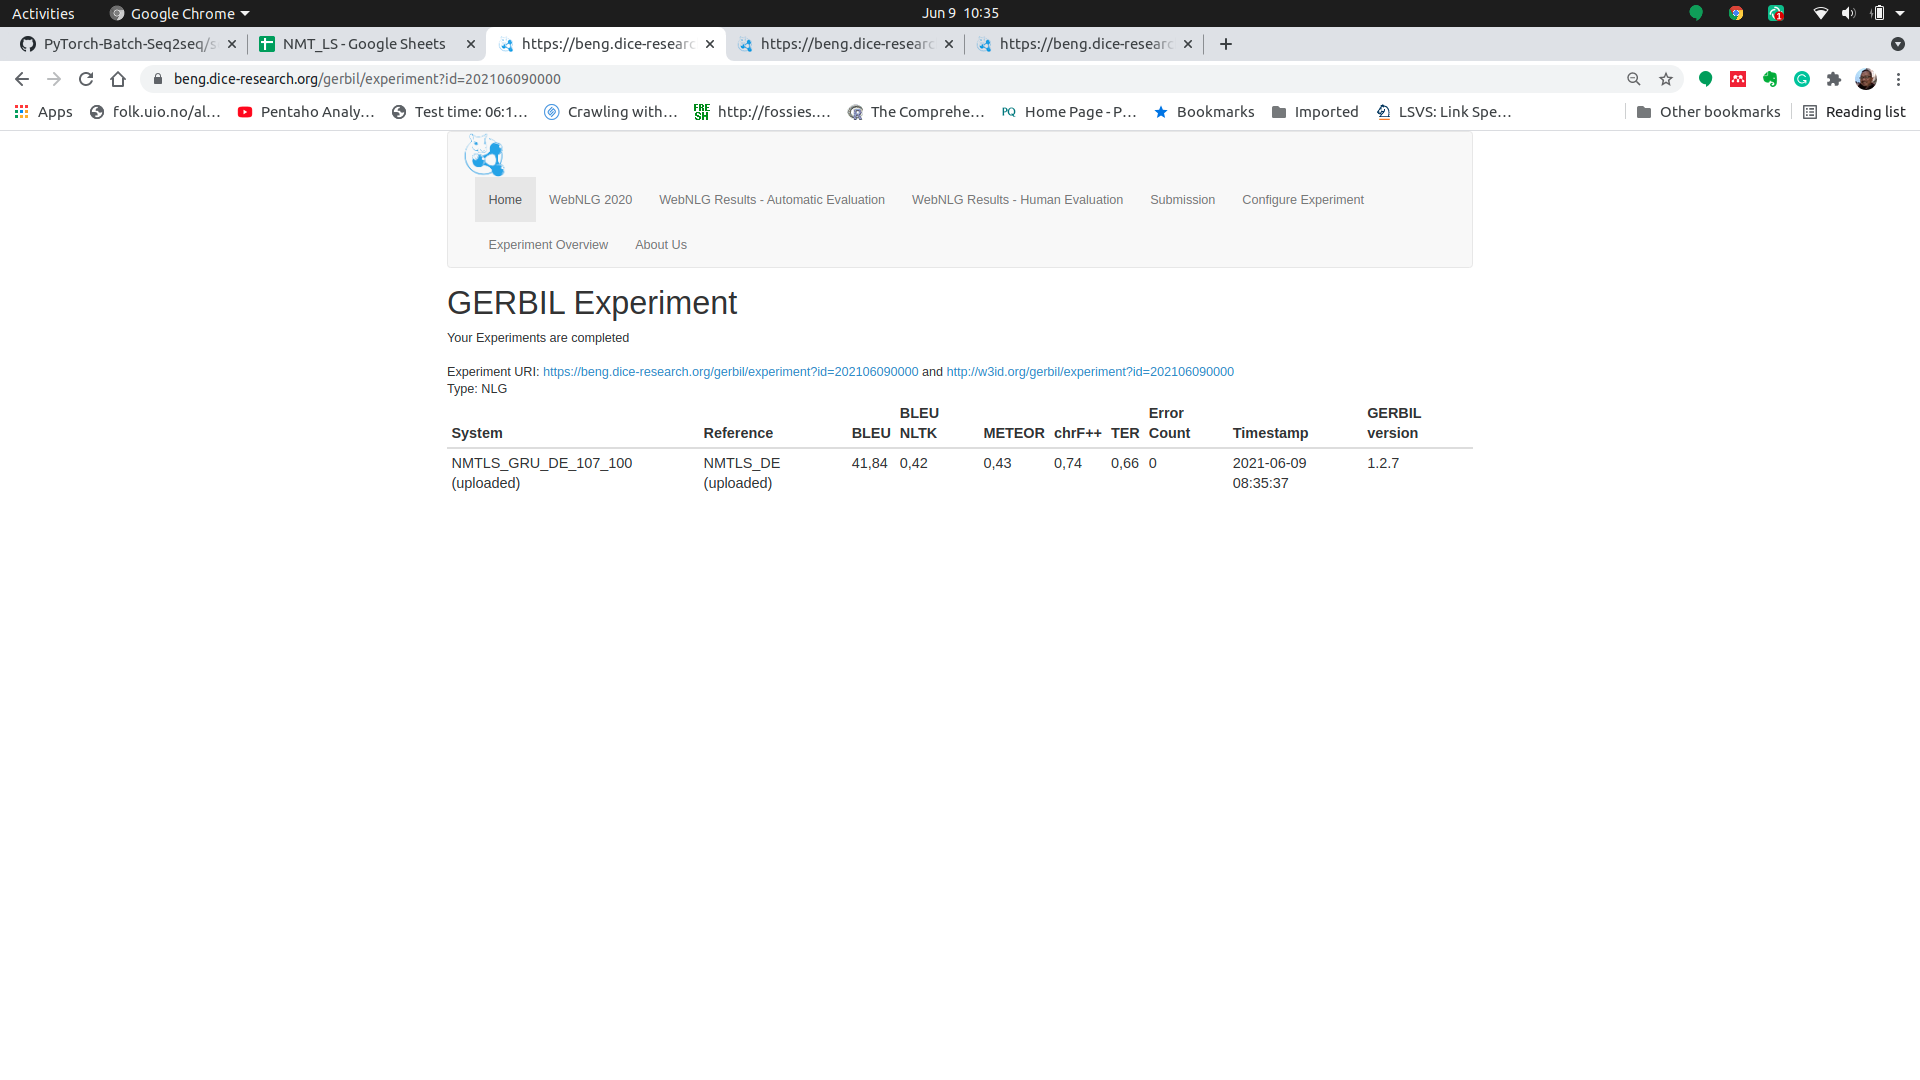 Activities Google Chrome Jun 9 10:35
PyTorch-Batch-Seq2seq/s NMT_LS - Google Sheets https://beng.dice-researc https://beng.dice-researc https://beng.dice-researc
beng.dice-research.org/gerbil/experiment?id=202106090000
Apps folk.uio.no/al… Pentaho Analy… Test time: 06:1… Crawling with… FRE SH http://fossies.… The Comprehe… PQ Home Page - P… Bookmarks Imported LSVS: Link Spe… Other bookmarks Reading list
Home WebNLG 2020 WebNLG Results - Automatic Evaluation WebNLG Results - Human Evaluation Submission Configure Experiment
Experiment Overview About Us
GERBIL Experiment
Your Experiments are completed
Experiment URI: https://beng.dice-research.org/gerbil/experiment?id=202106090000 and http://w3id.org/gerbil/experiment?id=202106090000
Type: NLG
BLEU Error GERBIL
System Reference BLEU NLTK METEOR chrF++ TER Count Timestamp version
NMTLS_GRU_DE_107_100 NMTLS_DE 41,84 0,42 0,43 0,74 0,66 0 2021-06-09 1.2.7
(uploaded) (uploaded) 08:35:37